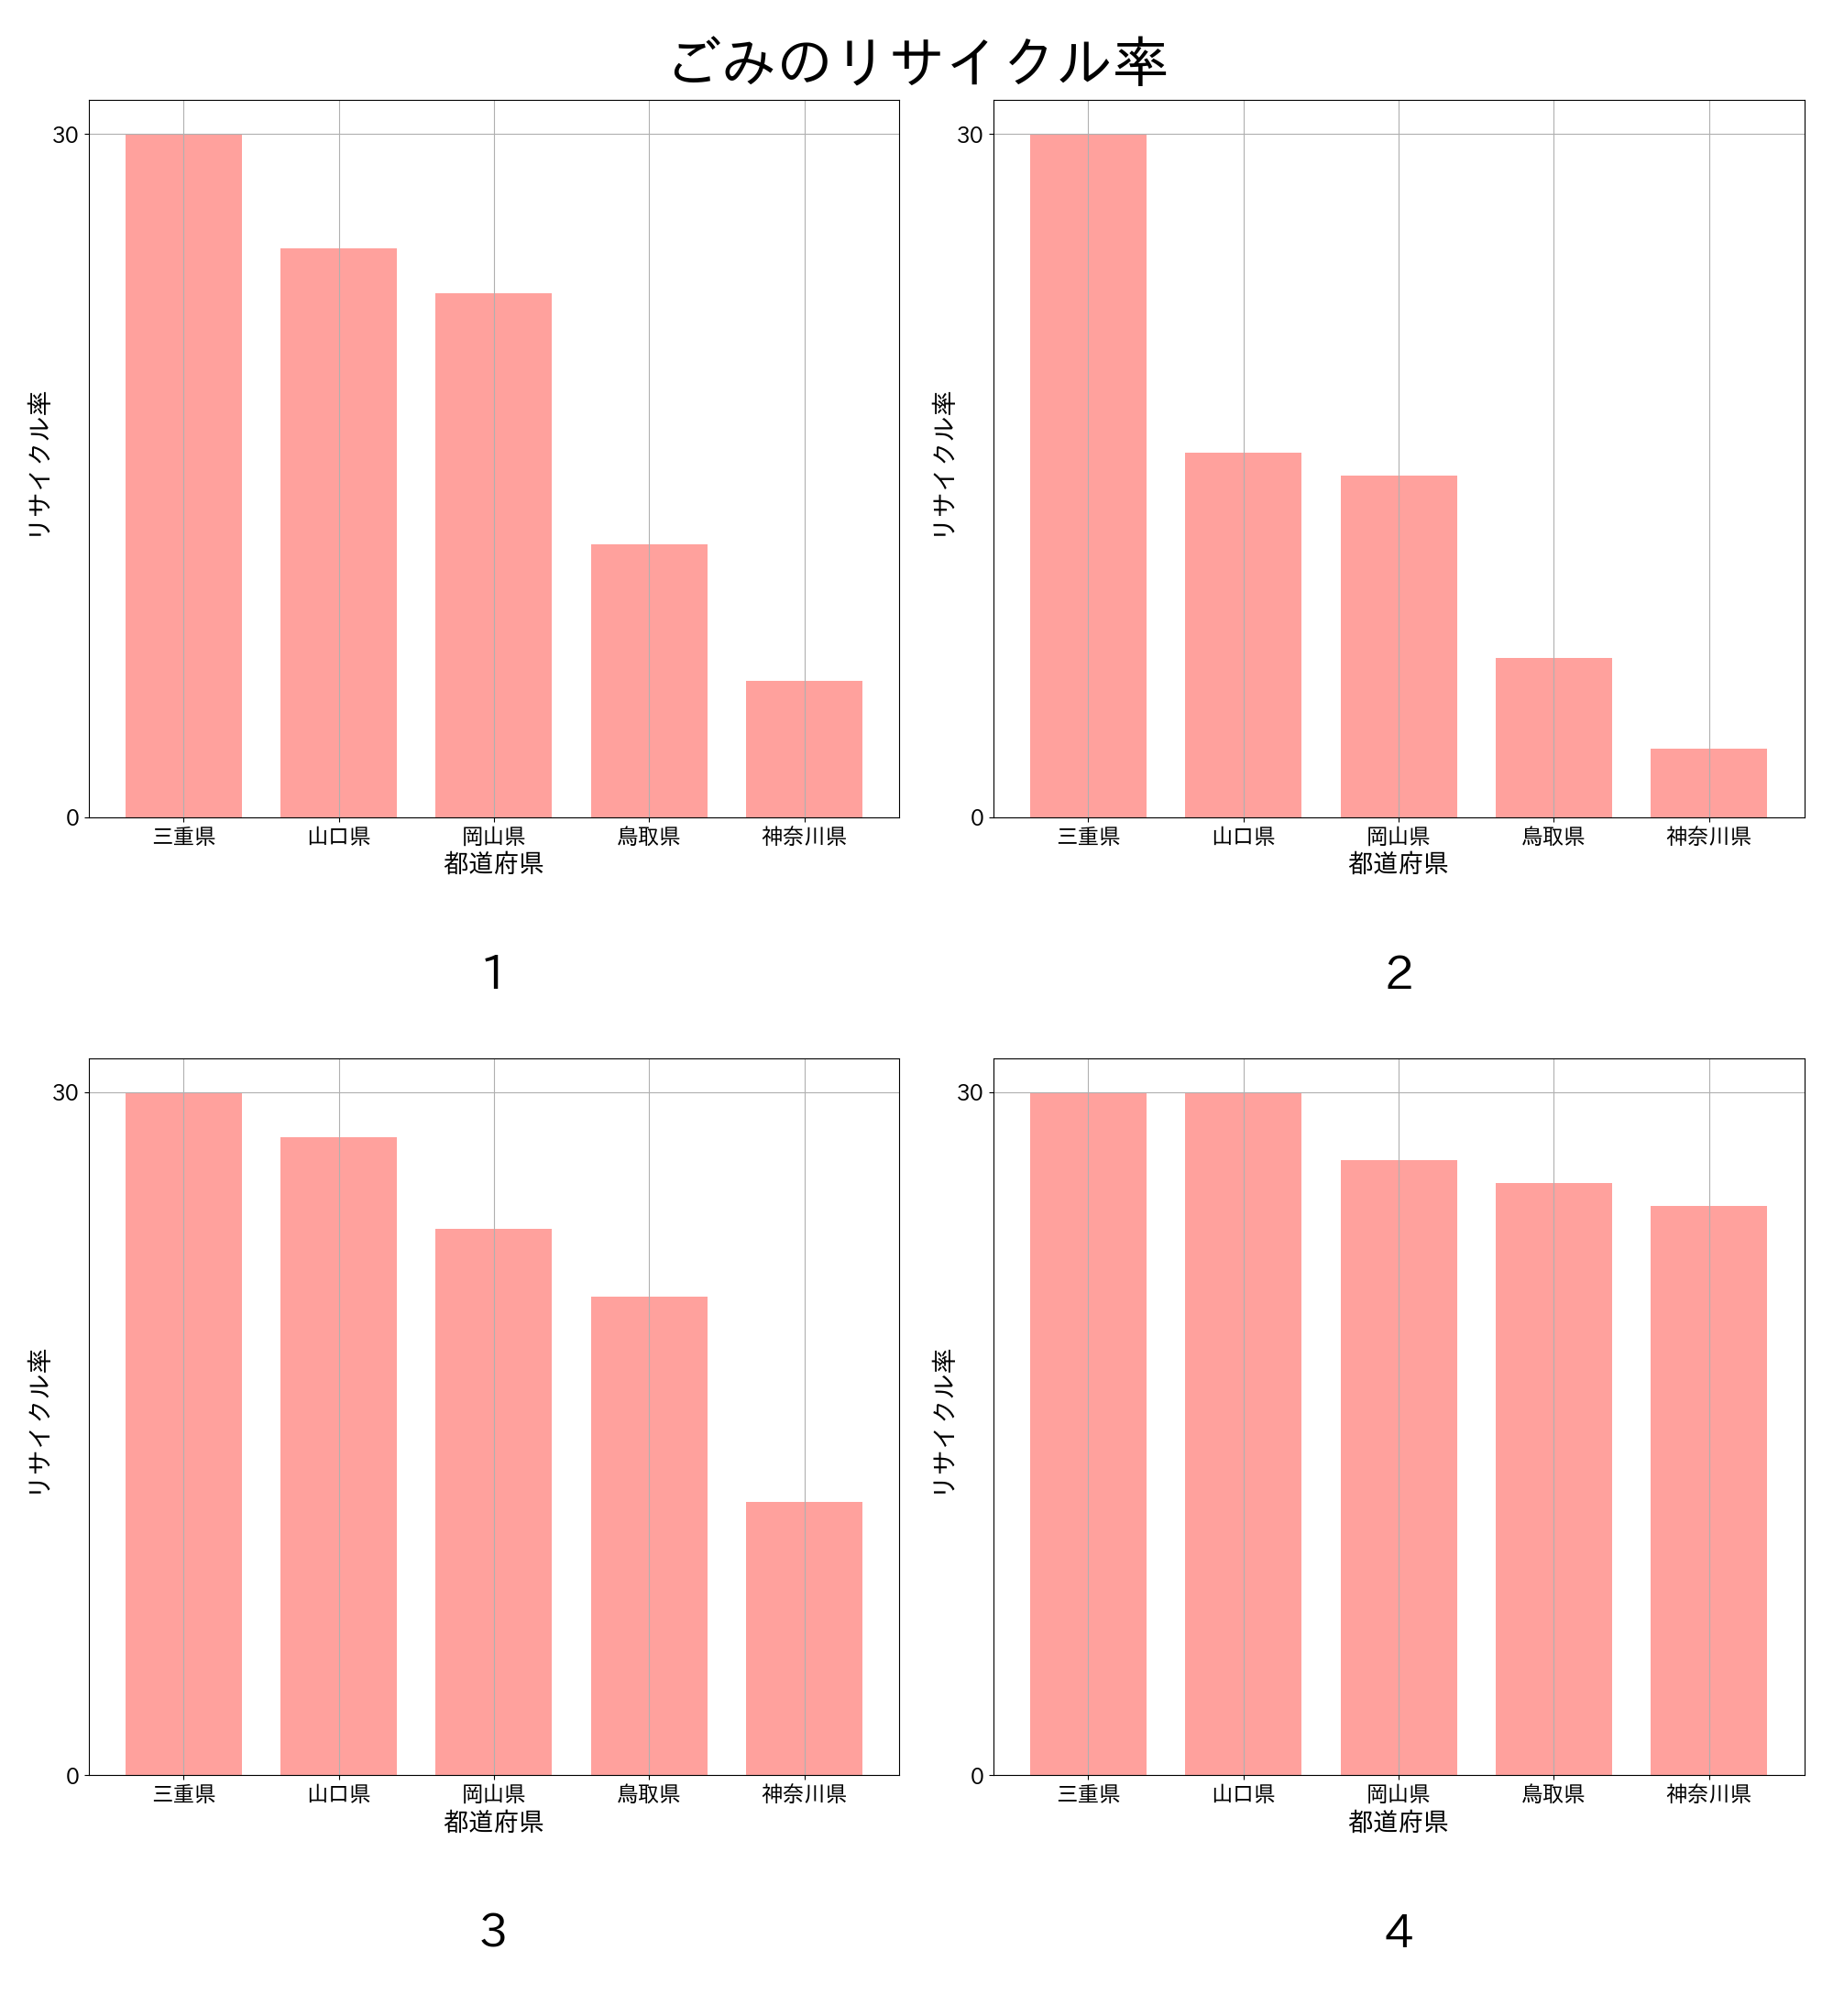 ごみのリサイクル率
30
0
リサイクル率
三重県 山口県 岡山県 鳥取県 神奈川県
都道府県
1
30
0
リサイクル率
三重県 山口県 岡山県 鳥取県 神奈川県
都道府県
2
30
0
リサイクル率
三重県 山口県 岡山県 鳥取県 神奈川県
都道府県
3
30
0
リサイクル率
三重県 山口県 岡山県 鳥取県 神奈川県
都道府県
4